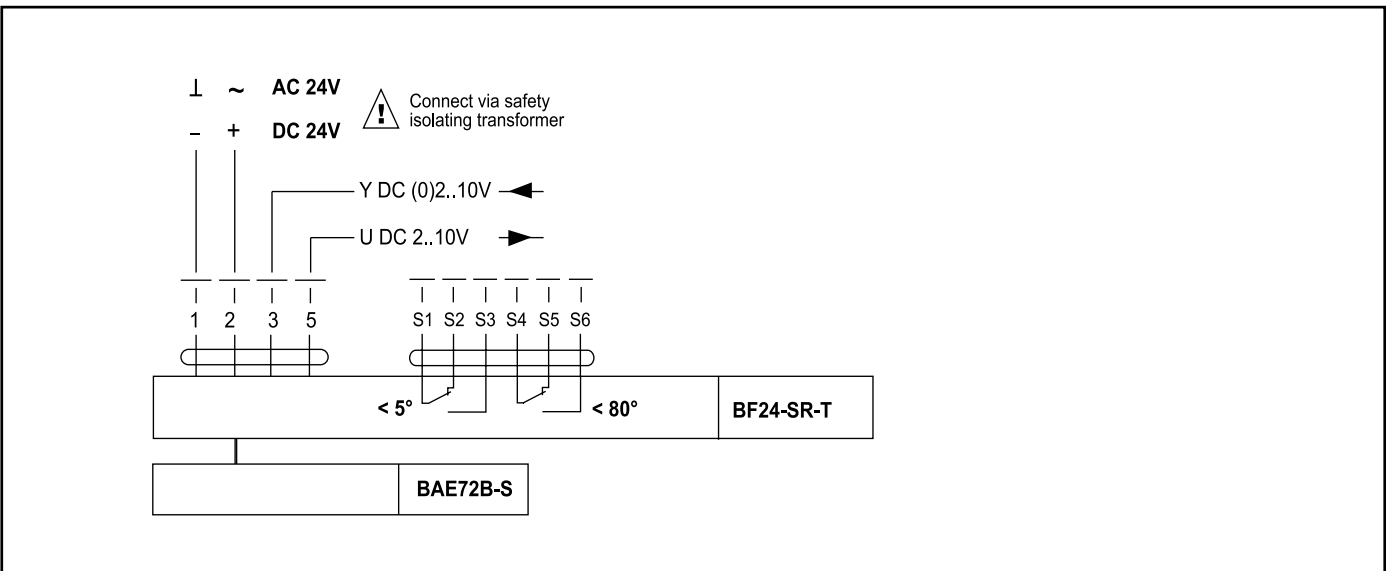 ⊥ ~ AC 24V
– + DC 24V
! Connect via safety
isolating transformer
Y DC (0)2..10V
U DC 2..10V
1 2 3 5 S1 S2 S3 S4 S5 S6
< 5° < 80° BF24-SR-T
BAE72B-S